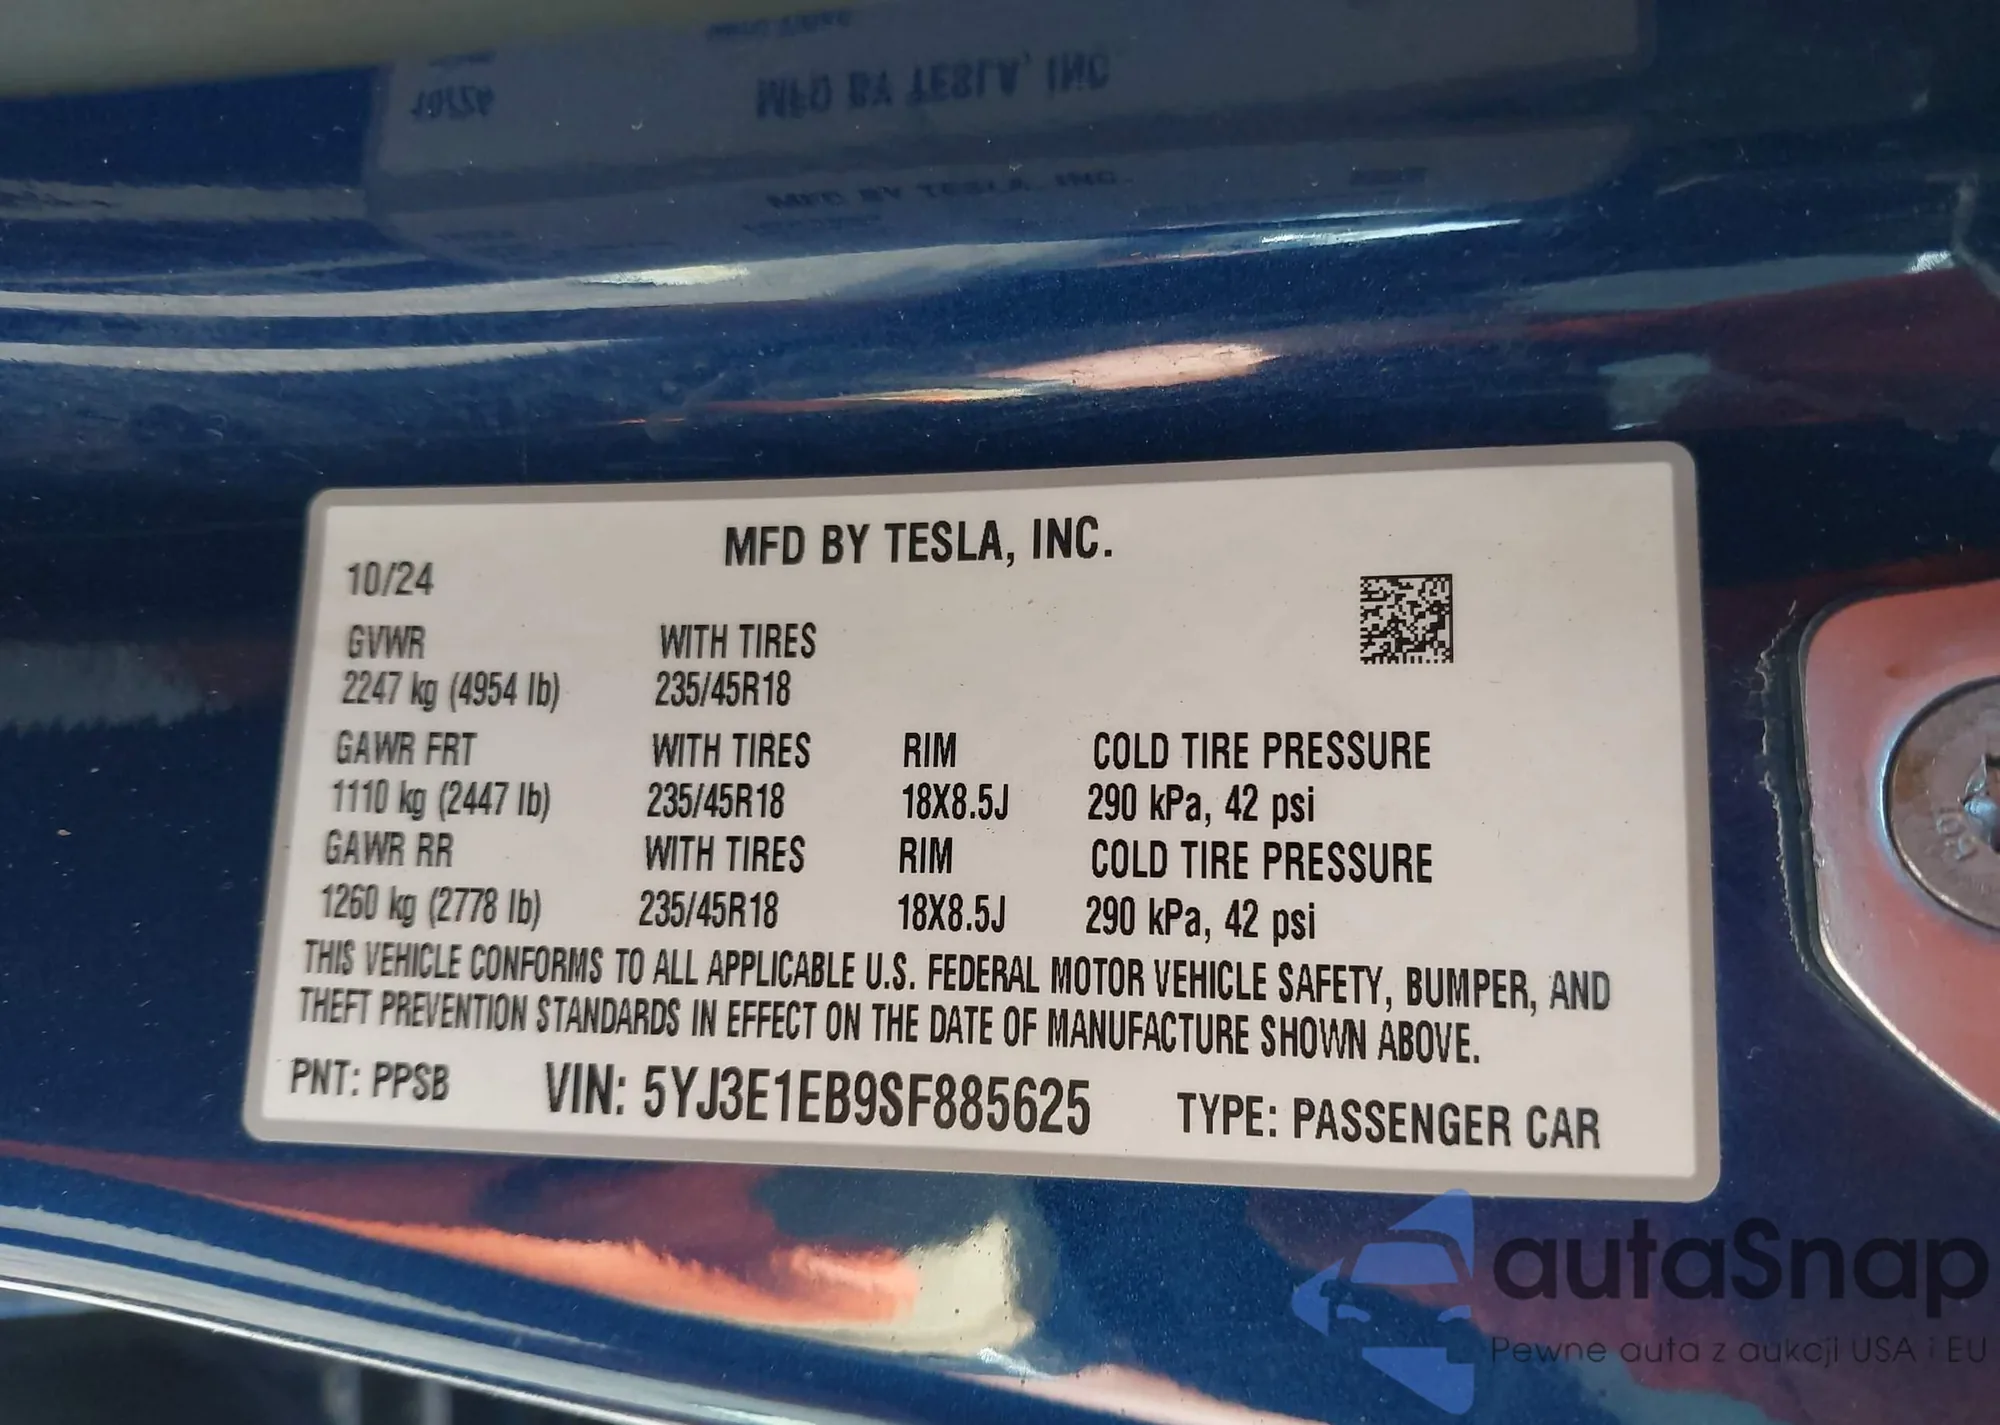 MFD BY TESLA, INC.
10/24
GVWR WITH TIRES
2247 kg (4954 lb) 235/45R18
GAWR FRT WITH TIRES RIM COLD TIRE PRESSURE
1110 kg (2447 lb) 235/45R18 18X8.5J 290 kPa, 42 psi
GAWR RR WITH TIRES RIM COLD TIRE PRESSURE
1260 kg (2778 lb) 235/45R18 18X8.5J 290 kPa, 42 psi
THIS VEHICLE CONFORMS TO ALL APPLICABLE U.S. FEDERAL MOTOR VEHICLE SAFETY, BUMPER, AND
THEFT PREVENTION STANDARDS IN EFFECT ON THE DATE OF MANUFACTURE SHOWN ABOVE.
PNT: PPSB VIN: 5YJ3E1EB9SF885625 TYPE: PASSENGER CAR
autaSnap
Pewne auta z aukcji USA i EU